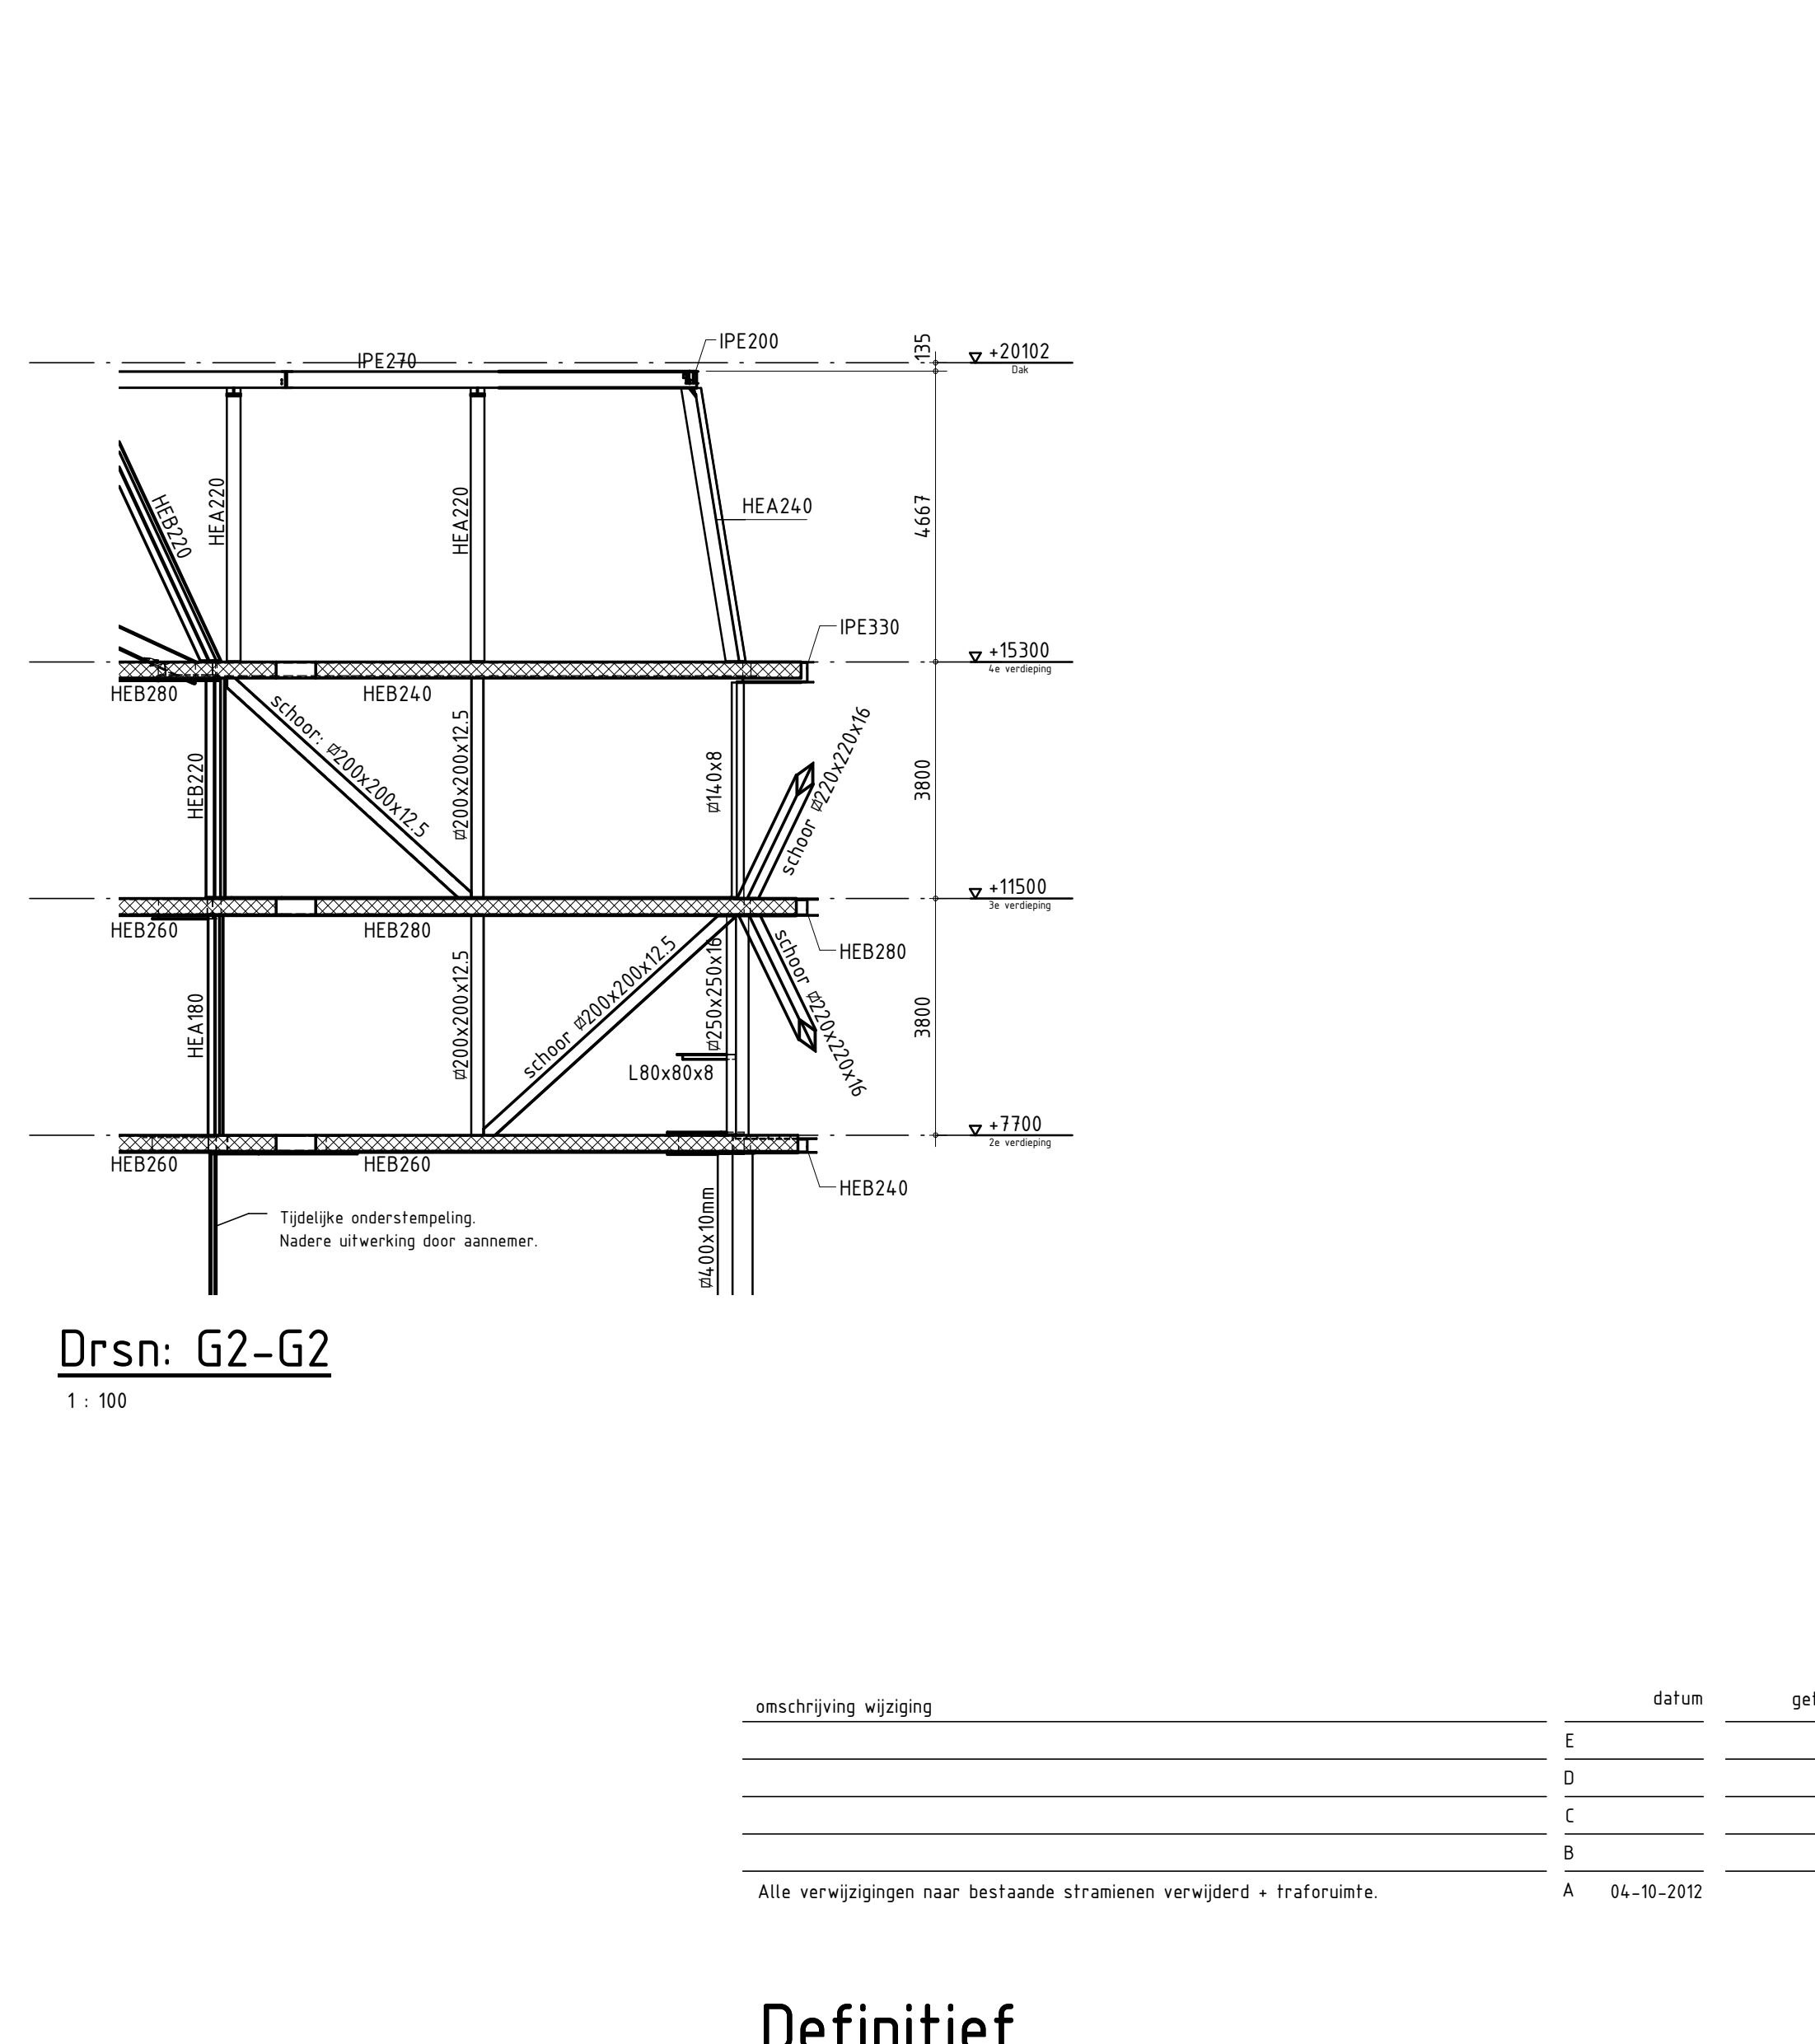 IPE200
135
+20102
Dak
IPE270
HEB220
HEA220
HEA220
HEA240
4667
IPE330
+15300
4e verdieping
HEB280
HEB240
schoor: ⌀200x200x12.5
⌀200x200x12.5
HEB220
⌀140x8
schoor ⌀220x220x16
3800
+11500
3e verdieping
HEB260
HEB280
HEB280
HEA180
⌀200x200x12.5
schoor ⌀200x200x12.5
⌀250x250x16
schoor ⌀220x220x16
L80x80x8
3800
+7700
2e verdieping
HEB260
HEB260
HEB240
⌀400x10mm
Tijdelijke onderstempeling.
Nadere uitwerking door aannemer.
Drsn: G2-G2
1 : 100
omschrijving wijziging datum
E
D
C
B
Alle verwijzigingen naar bestaande stramienen verwijderd + traforuimte. A 04-10-2012
Definitief